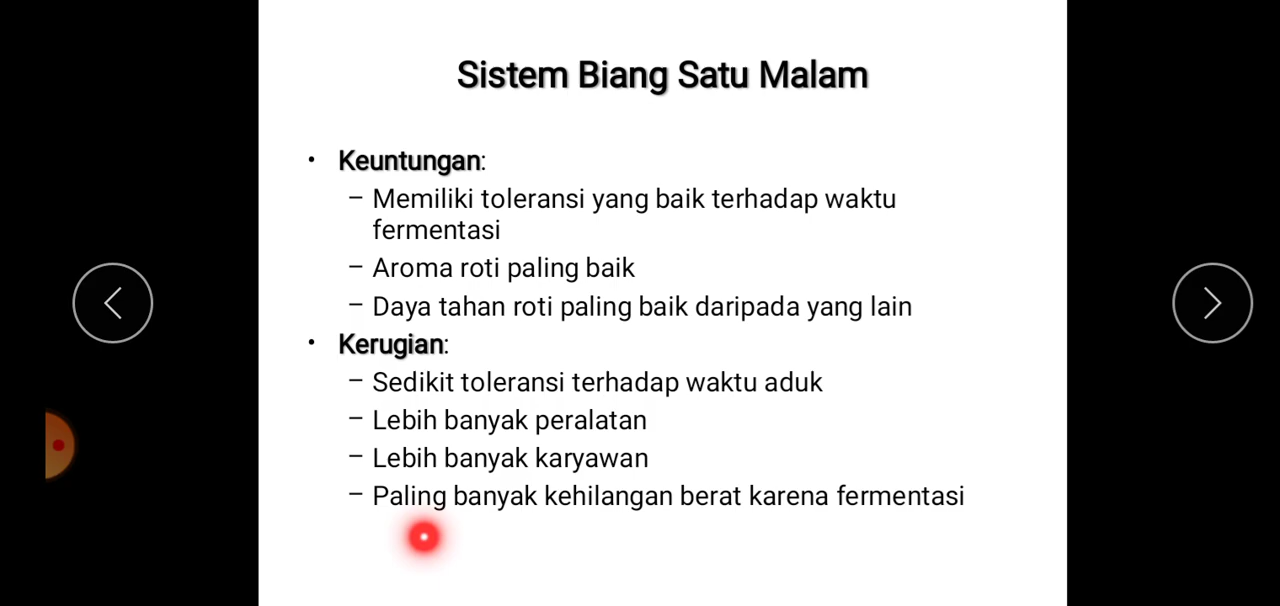 Sistem Biang Satu Malam
• Keuntungan:
– Memiliki toleransi yang baik terhadap waktu
fermentasi
– Aroma roti paling baik
– Daya tahan roti paling baik daripada yang lain
• Kerugian:
– Sedikit toleransi terhadap waktu aduk
– Lebih banyak peralatan
– Lebih banyak karyawan
– Paling banyak kehilangan berat karena fermentasi